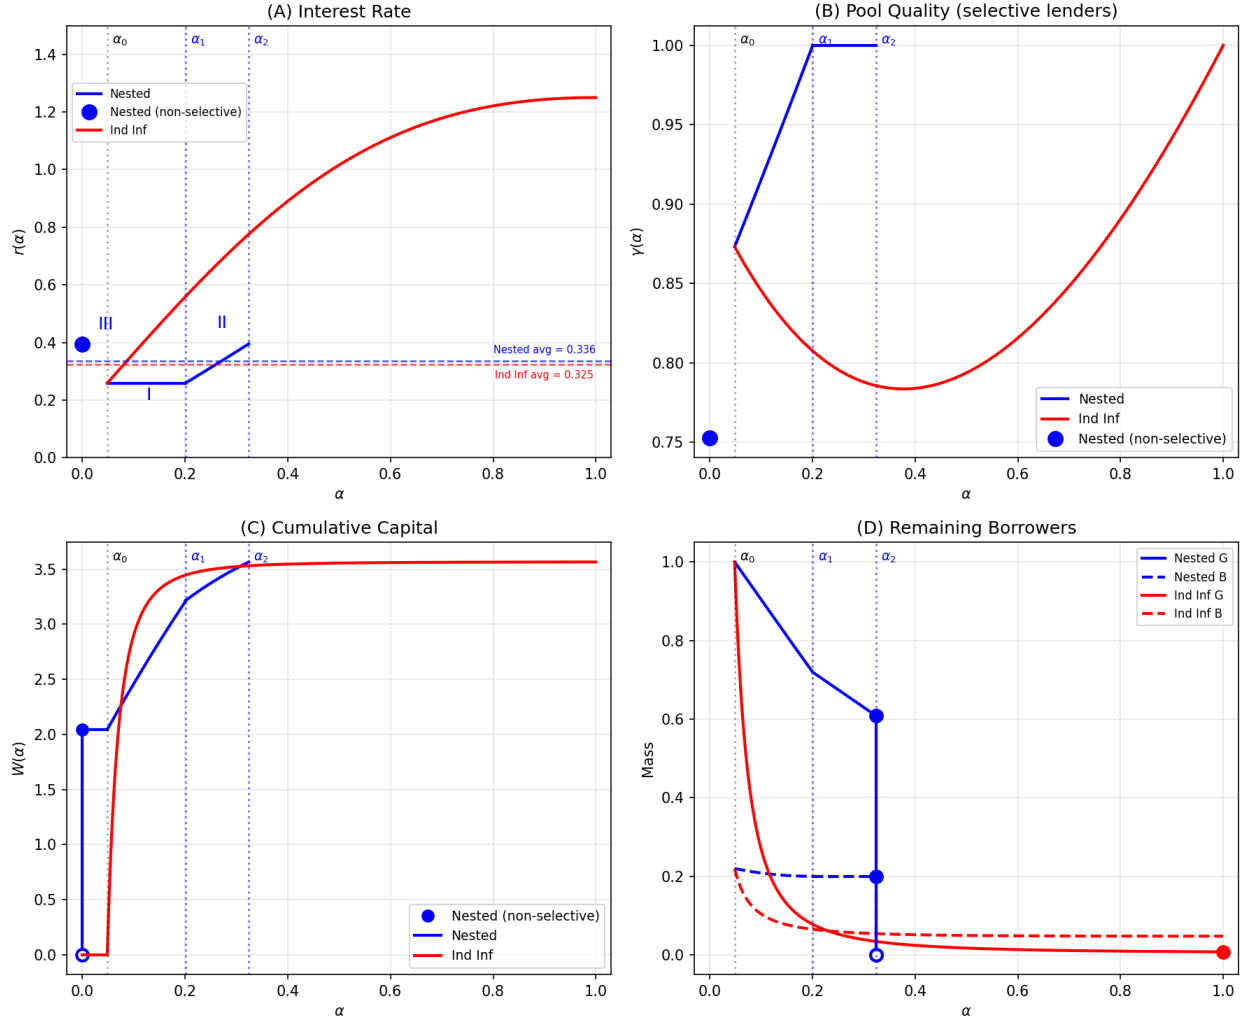 (A) Interest Rate
1.4
1.2
1.0
0.8
0.6
0.4
0.2
0.0
r(α)
α₀
α₁
α₂
Nested
Nested (non-selective)
Ind Inf
III
II
I
Nested avg = 0.336
Ind Inf avg = 0.325
0.0 0.2 0.4 0.6 0.8 1.0
α
(B) Pool Quality (selective lenders)
1.00
0.95
0.90
0.85
0.80
0.75
γ(α)
α₀
α₁
α₂
Nested
Ind Inf
Nested (non-selective)
0.0 0.2 0.4 0.6 0.8 1.0
α
(C) Cumulative Capital
3.5
3.0
2.5
2.0
1.5
1.0
0.5
0.0
W(α)
α₀
α₁
α₂
Nested (non-selective)
Nested
Ind Inf
0.0 0.2 0.4 0.6 0.8 1.0
α
(D) Remaining Borrowers
1.0
0.8
0.6
0.4
0.2
0.0
Mass
α₀
α₁
α₂
Nested G
Nested B
Ind Inf G
Ind Inf B
0.0 0.2 0.4 0.6 0.8 1.0
α